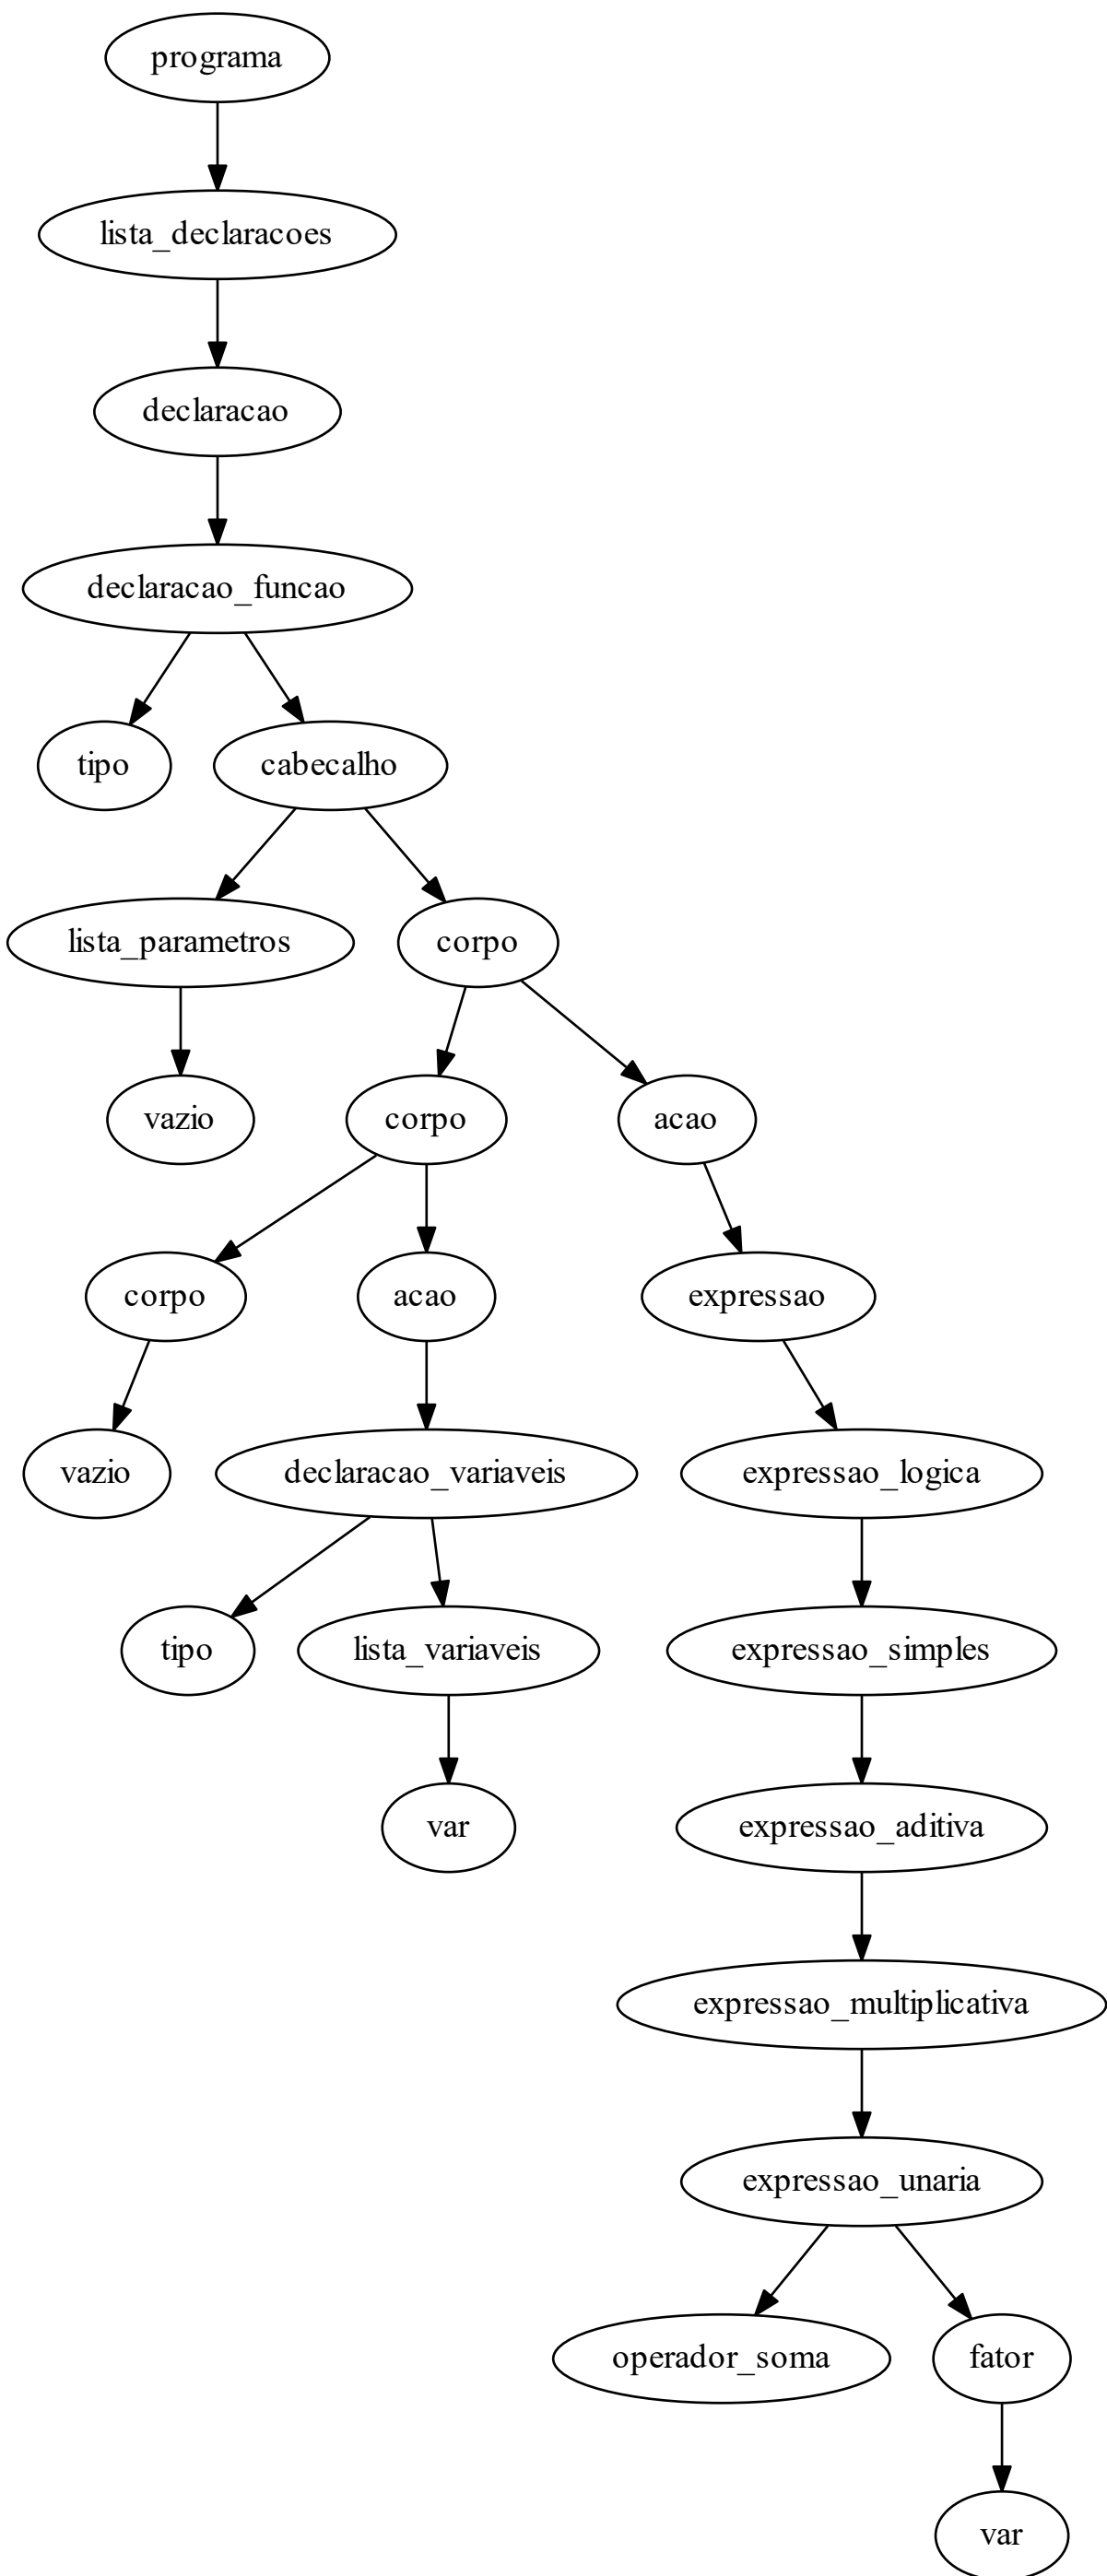 programa
lista_declaracoes
declaracao
declaracao_funcao
tipo
cabecalho
lista_parametros
corpo
vazio
corpo
acao
corpo
acao
expressao
vazio
declaracao_variaveis
expressao_logica
tipo
lista_variaveis
expressao_simples
var
expressao_aditiva
expressao_multiplicativa
expressao_unaria
operador_soma
fator
var